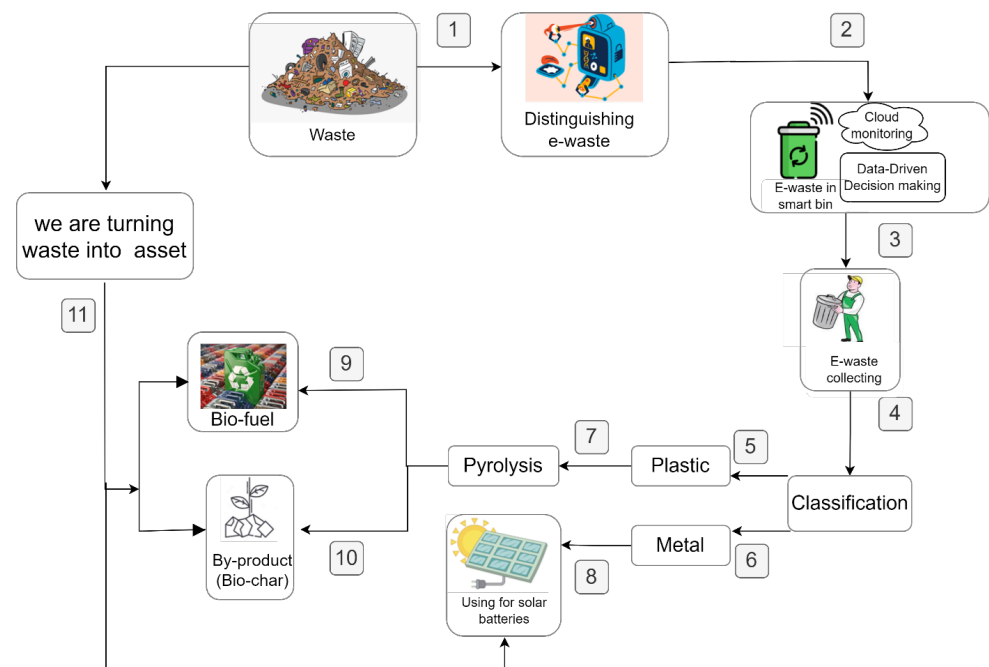 1
2
Waste
Distinguishing
e-waste
Cloud
monitoring
Data-Driven
Decision making
E-waste in
smart bin
we are turning
waste into asset
3
11
E-waste
collecting
9
4
Bio-fuel
7
5
Pyrolysis
Plastic
Classification
10
Metal
6
8
By-product
(Bio-char)
Using for solar
batteries